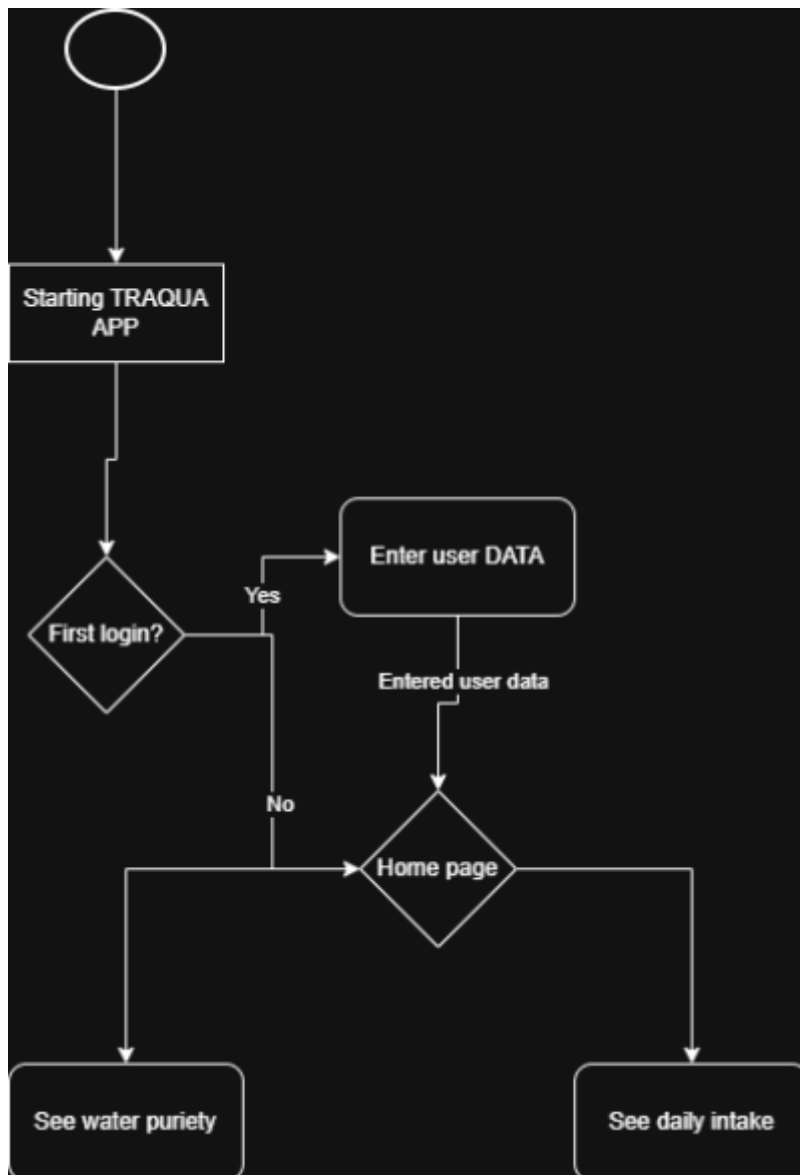 Starting TRAQUA
APP
Enter user DATA
Yes
First login?
Entered user data
No
Home page
See water puriety
See daily intake